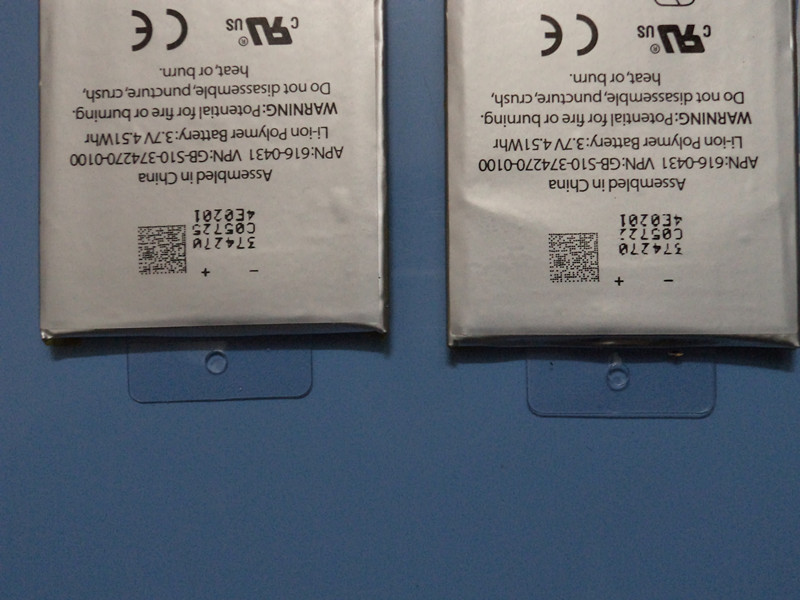 374270
C05725
4E0201
Assembled in China
APN:616-0431 VPN:GB-S10-374270-0100
Li-ion Polymer Battery:3.7V 4.51Whr
WARNING:Potential for fire or burning.
Do not disassemble, puncture, crush,
heat, or burn.
c RU ® US CE
374270
C05722
4E0201
Assembled in China
APN:616-0431 VPN:GB-S10-374270-0100
Li-ion Polymer Battery:3.7V 4.51Whr
WARNING:Potential for fire or burning.
Do not disassemble, puncture, crush,
heat, or burn.
c RU ® US CE